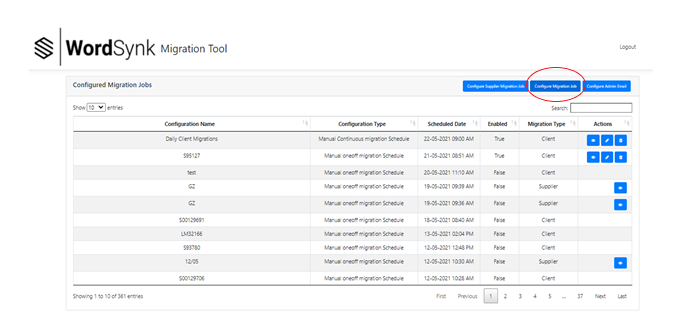 WordSynk Migration Tool
Logout
Configured Migration Jobs
Configure Supplier Migration Job Configure Migration Job Configure Admin Email
Show 10 entries Search:
Configuration Name Configuration Type Scheduled Date Enabled Migration Type Actions
Daily Client Migrations Manual Continuous migration Schedule 22-05-2021 09:00 AM True Client
S95127 Manual oneoff migration Schedule 21-05-2021 08:51 AM True Client
test Manual oneoff migration Schedule 20-05-2021 11:10 AM False Client
GZ Manual oneoff migration Schedule 19-05-2021 09:39 AM False Supplier
GZ Manual oneoff migration Schedule 19-05-2021 09:36 AM False Supplier
S00129691 Manual oneoff migration Schedule 18-05-2021 08:40 AM False Client
LM32166 Manual oneoff migration Schedule 13-05-2021 02:04 PM False Client
S93780 Manual oneoff migration Schedule 12-05-2021 12:48 PM False Client
12/05 Manual oneoff migration Schedule 12-05-2021 10:30 AM False Supplier
S00129706 Manual oneoff migration Schedule 12-05-2021 10:28 AM False Client
Showing 1 to 10 of 361 entries First Previous 1 2 3 4 5 ... 37 Next Last